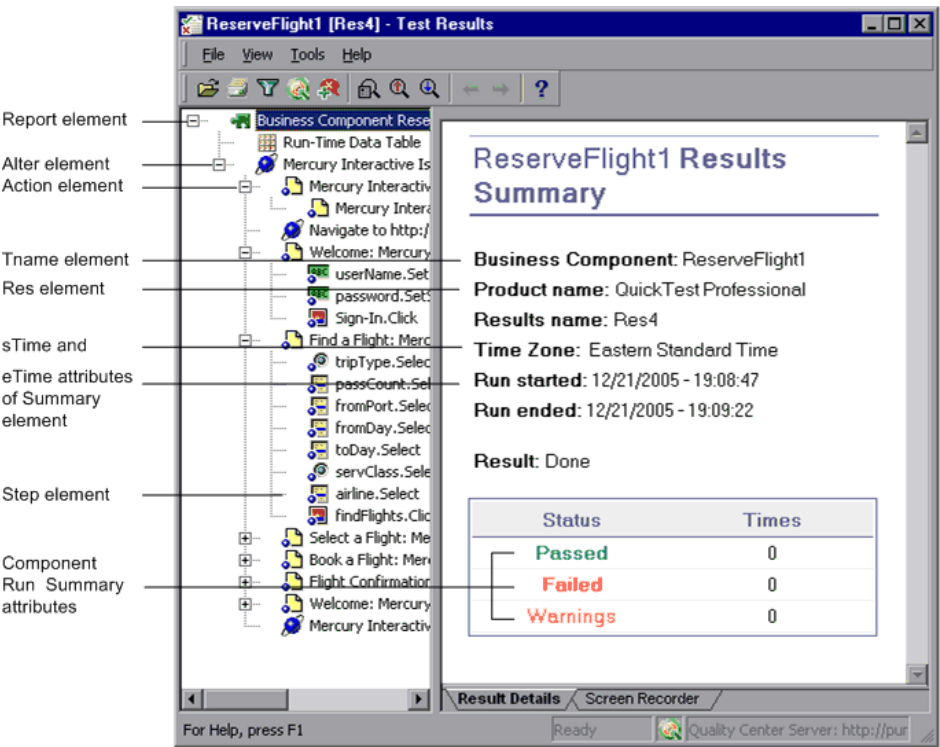 ReserveFlight1 [Res4] - Test Results
File View Tools Help
Report element
Alter element
Action element
Tname element
Res element
sTime and
eTime attributes
of Summary
element
Step element
Component
Run Summary
attributes
Business Component Rese
Run-Time Data Table
Mercury Interactive Is
Mercury Interactiv
Mercury Intera
Navigate to http:/
Welcome: Mercury
userName.Set
password.SetS
Sign-In.Click
Find a Flight: Merc
tripType.Selec
passCount.Sel
fromPort.Selec
fromDay.Selec
toDay.Select
servClass.Sele
airline.Select
findFlights.Clic
Select a Flight: Me
Book a Flight: Merc
Flight Confirmation
Welcome: Mercury
Mercury Interactiv
ReserveFlight1 Results
Summary
Business Component: ReserveFlight1
Product name: QuickTest Professional
Results name: Res4
Time Zone: Eastern Standard Time
Run started: 12/21/2005 - 19:08:47
Run ended: 12/21/2005 - 19:09:22
Result: Done
Status Times
Passed 0
Failed 0
Warnings 0
Result Details Screen Recorder
For Help, press F1 Ready Quality Center Server: http://pur